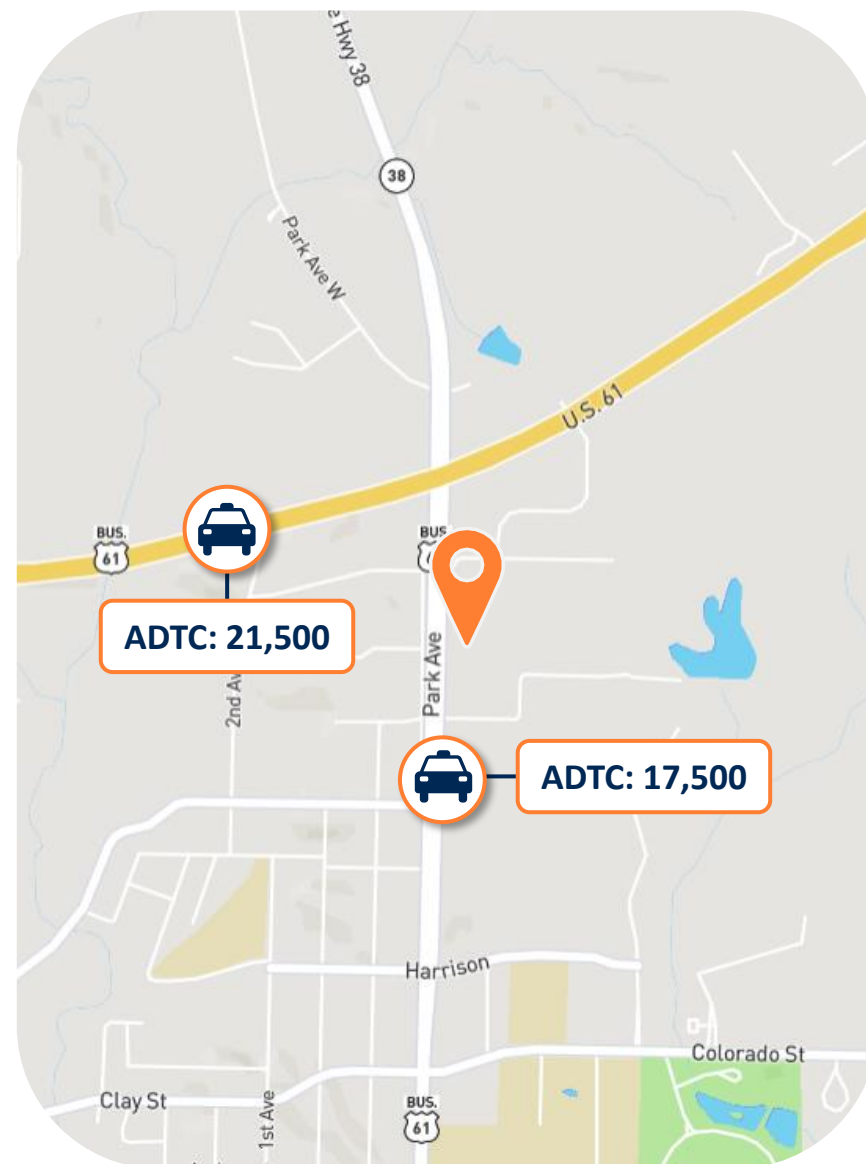 e Hwy 38
38
Park Ave W
U.S. 61
BUS.
61
BUS
ADTC: 21,500
2nd Av
Park Ave
ADTC: 17,500
Harrison
Colorado St
Clay St
1st Ave
BUS.
61